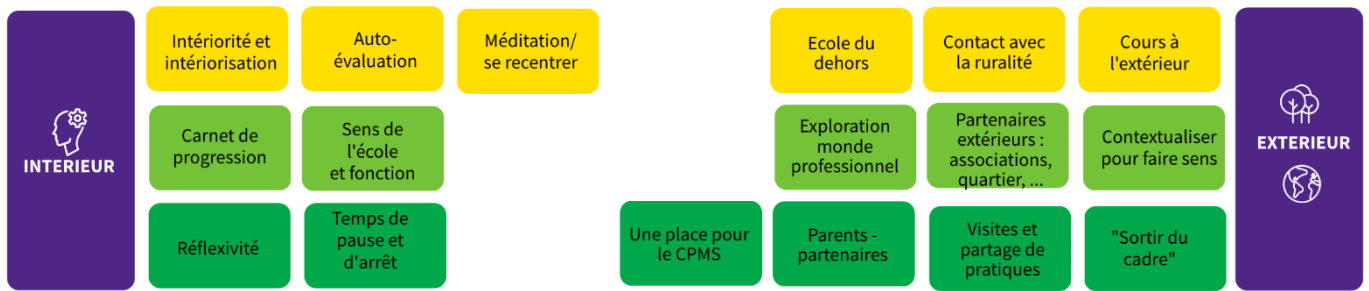 INTERIEUR
Intériorité et
intériorisation
Auto-
évaluation
Méditation/
se recentrer
Carnet de
progression
Sens de
l'école
et fonction
Réflexivité
Temps de
pause et
d'arrêt
Ecole du
dehors
Contact avec
la ruralité
Cours à
l'extérieur
Exploration
monde
professionnel
Partenaires
extérieurs :
associations,
quartier, ...
Contextualiser
pour faire sens
Une place pour
le CPMS
Parents -
partenaires
Visites et
partage de
pratiques
"Sortir du
cadre"
EXTERIEUR